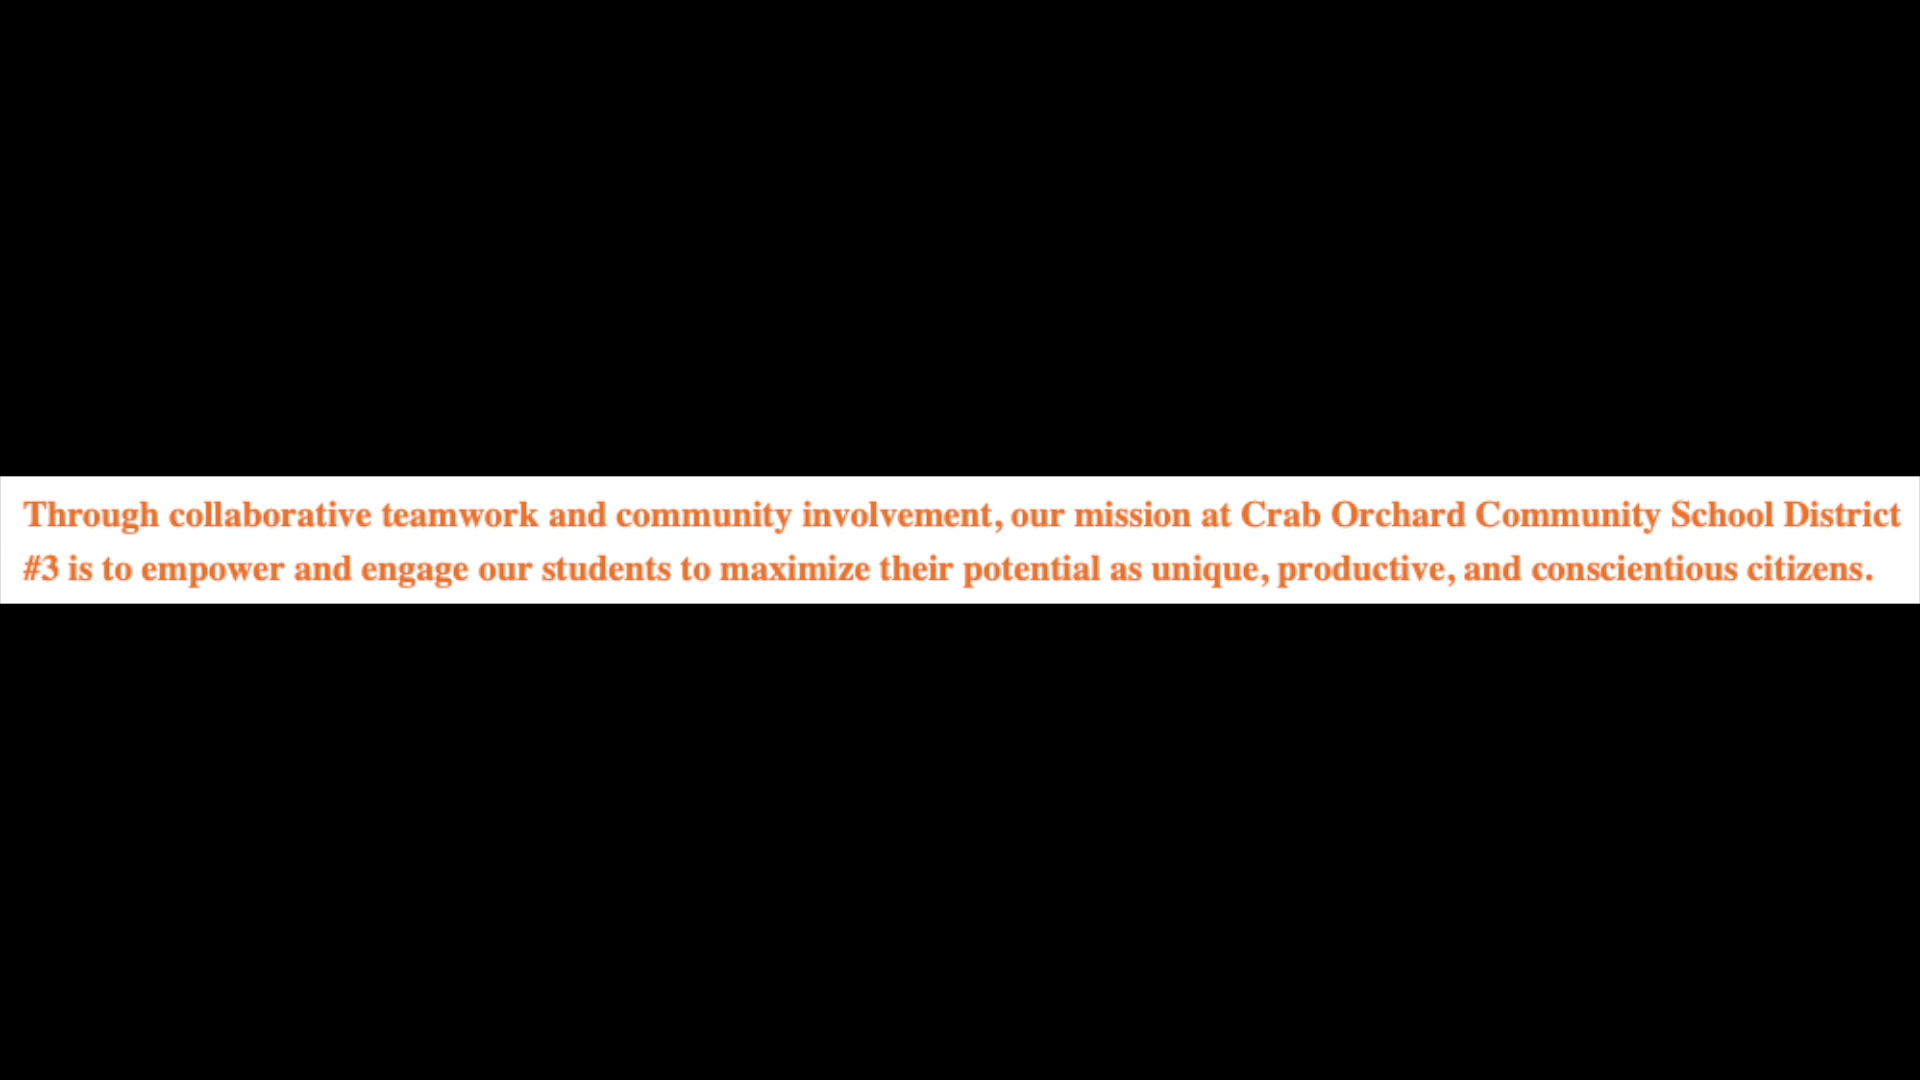 Through collaborative teamwork and community involvement, our mission at Crab Orchard Community School District
#3 is to empower and engage our students to maximize their potential as unique, productive, and conscientious citizens.